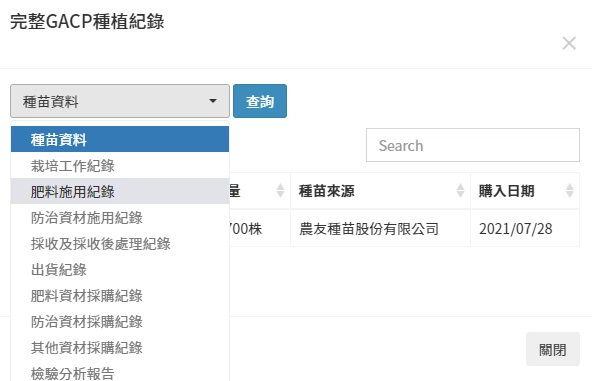 完整GACP種植紀錄
×
種苗資料
查詢
種苗資料
栽培工作紀錄
肥料施用紀錄
防治資材施用紀錄
採收及採收後處理紀錄
出貨紀錄
肥料資材採購紀錄
防治資材採購紀錄
其他資材採購紀錄
檢驗分析報告
Search
量 種苗來源 購入日期
700株 農友種苗股份有限公司 2021/07/28
關閉